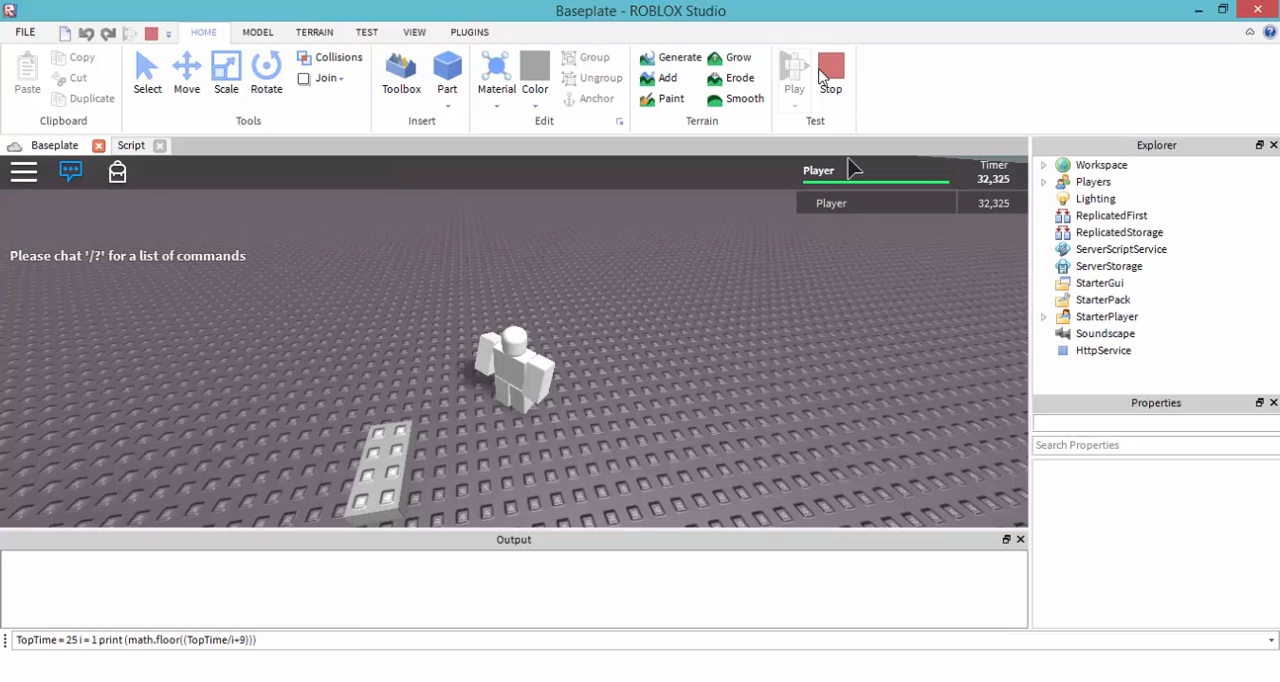 Baseplate - ROBLOX Studio
FILE HOME MODEL TERRAIN TEST VIEW PLUGINS
Paste Copy Cut Duplicate Clipboard
Select Move Scale Rotate Collisions Join Tools
Toolbox Part Insert
Material Color Group Ungroup Anchor Edit
Generate Grow
Add Erode
Paint Smooth
Terrain
Play Stop
Test
Baseplate Script
Player Timer
32,325
Player 32,325
Please chat '/?' for a list of commands
Explorer
Workspace
Players
Lighting
ReplicatedFirst
ReplicatedStorage
ServerScriptService
ServerStorage
StarterGui
StarterPack
StarterPlayer
Soundscape
HttpService
Properties
Search Properties
Output
TopTime = 25 i = 1 print (math.floor((TopTime/i+9)))